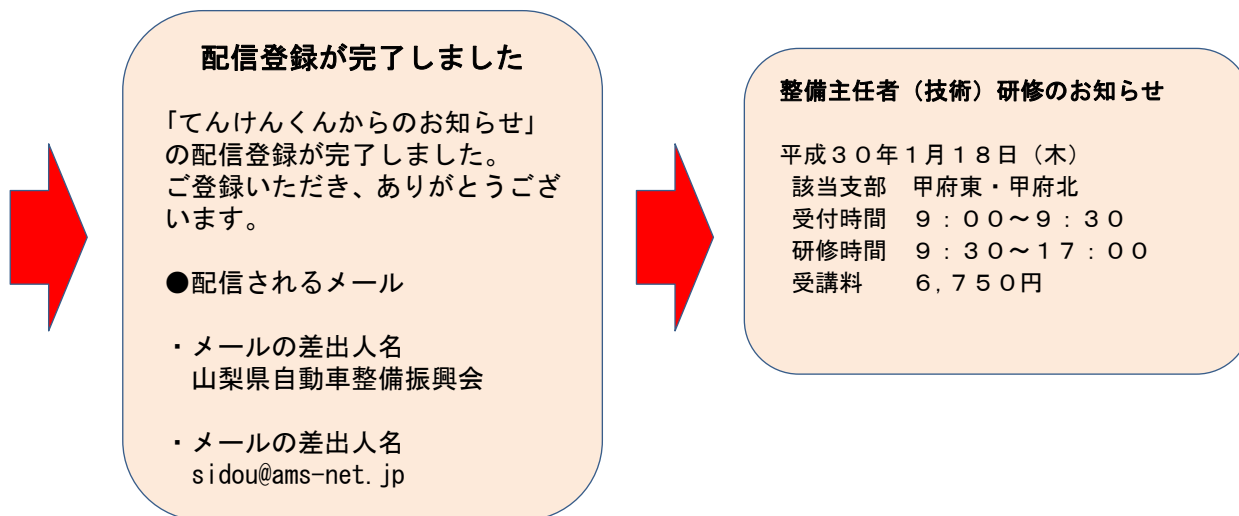 配信登録が完了しました
「てんけんくんからのお知らせ」
の配信登録が完了しました。
ご登録いただき、ありがとうござ
います。
●配信されるメール
・メールの差出人名
山梨県自動車整備振興会
・メールの差出人名
sidou@ams-net.jp
整備主任者（技術）研修のお知らせ
平成３０年１月１８日（木）
該当支部　甲府東・甲府北
受付時間　９：００～９：３０
研修時間　９：３０～１７：００
受講料　　６,７５０円